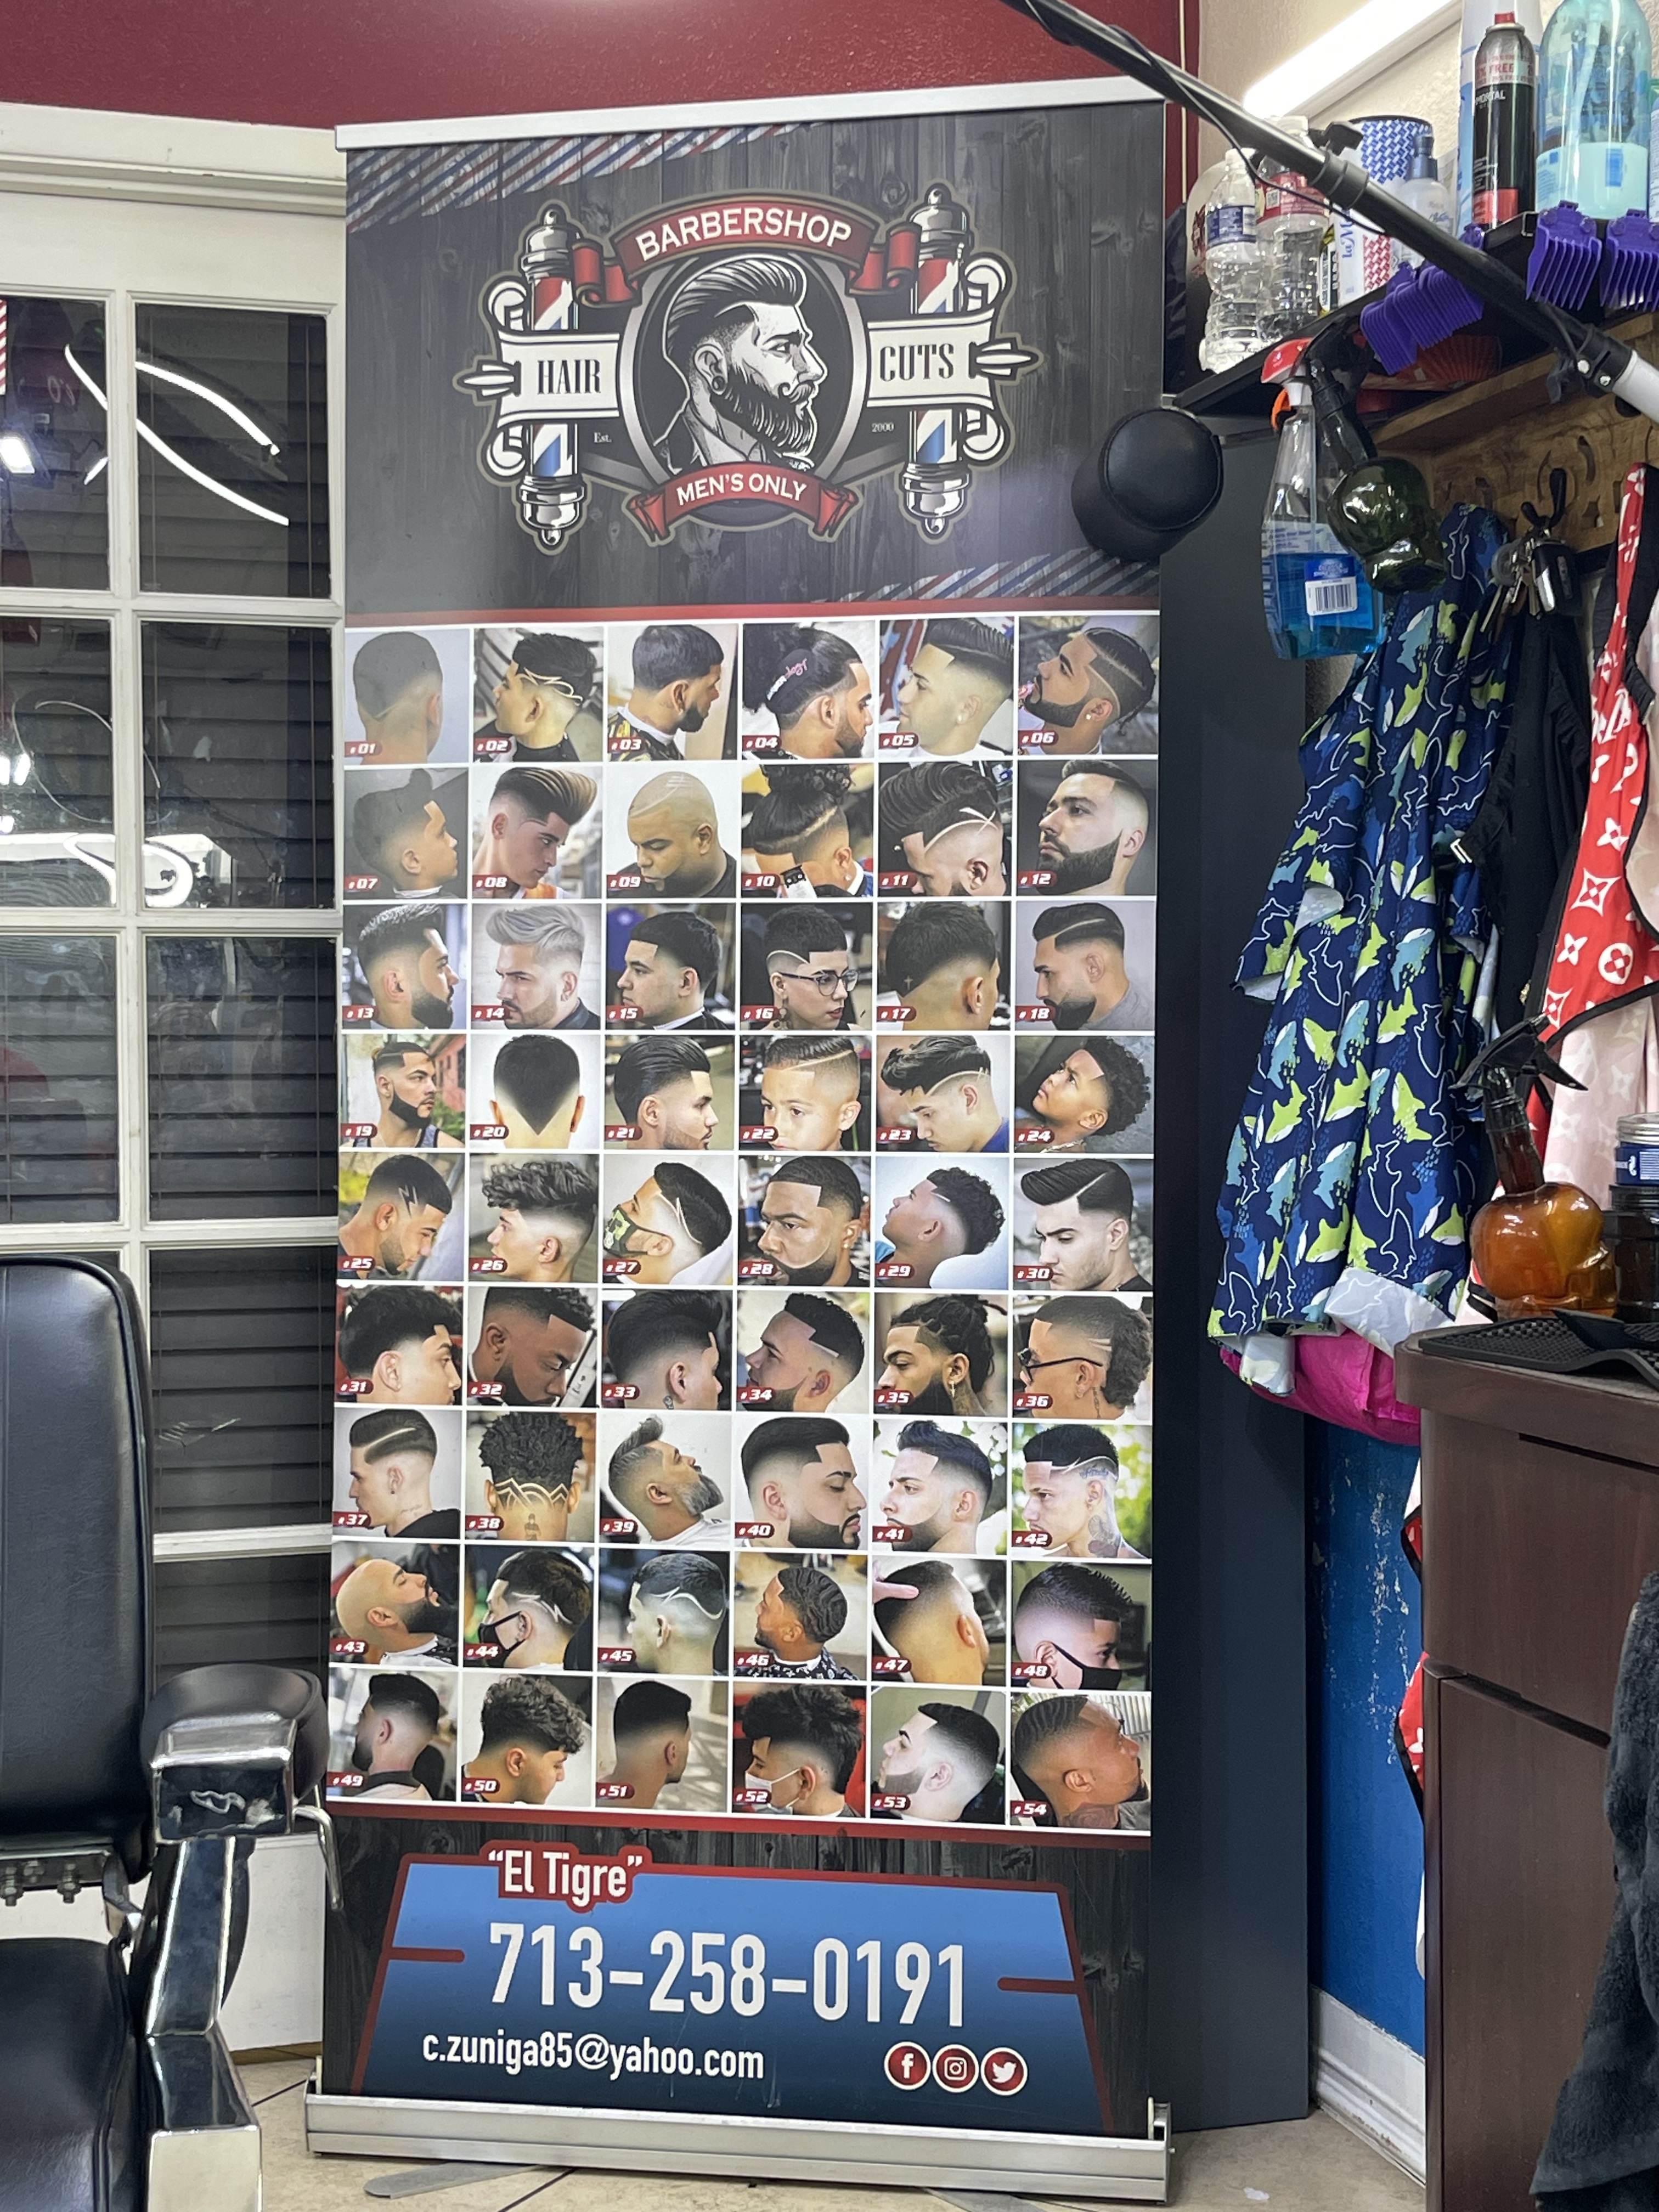 BARBERSHOP
HAIR CUTS
Est. 2000
MEN'S ONLY
#01 #02 #03 #04 #05 #06
#07 #08 #09 #10 #11 #12
#13 #14 #15 #16 #17 #18
#19 #20 #21 #22 #23 #24
#25 #26 #27 #28 #29 #30
#31 #32 #33 #34 #35 #36
#37 #38 #39 #40 #41 #42
#43 #44 #45 #46 #47 #48
#49 #50 #51 #52 #53 #54
"El Tigre"
713-258-0191
c.zuniga85@yahoo.com
FREE